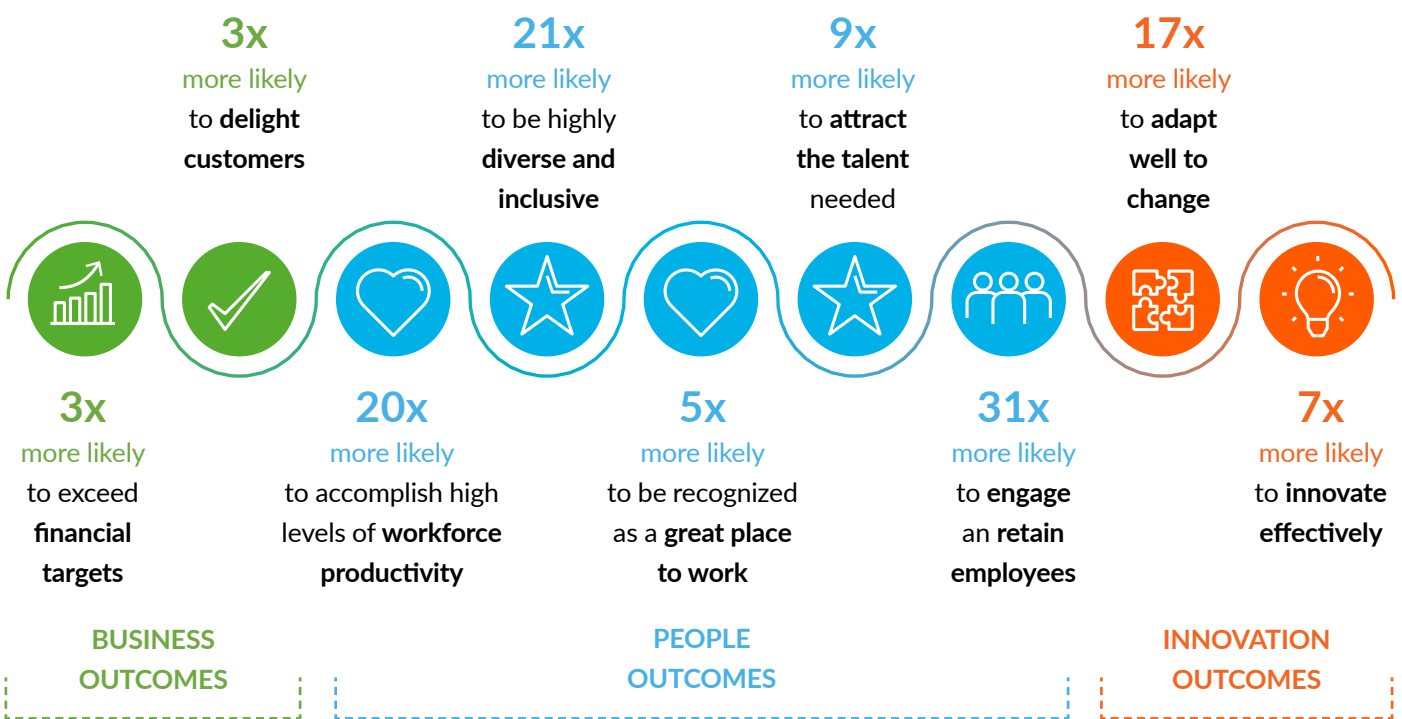 3x
more likely
to delight
customers
21x
more likely
to be highly
diverse and
inclusive
9x
more likely
to attract
the talent
needed
17x
more likely
to adapt
well to
change
3x
more likely
to exceed
financial
targets
20x
more likely
to accomplish high
levels of workforce
productivity
5x
more likely
to be recognized
as a great place
to work
31x
more likely
to engage
an retain
employees
7x
more likely
to innovate
effectively
BUSINESS
OUTCOMES
PEOPLE
OUTCOMES
INNOVATION
OUTCOMES